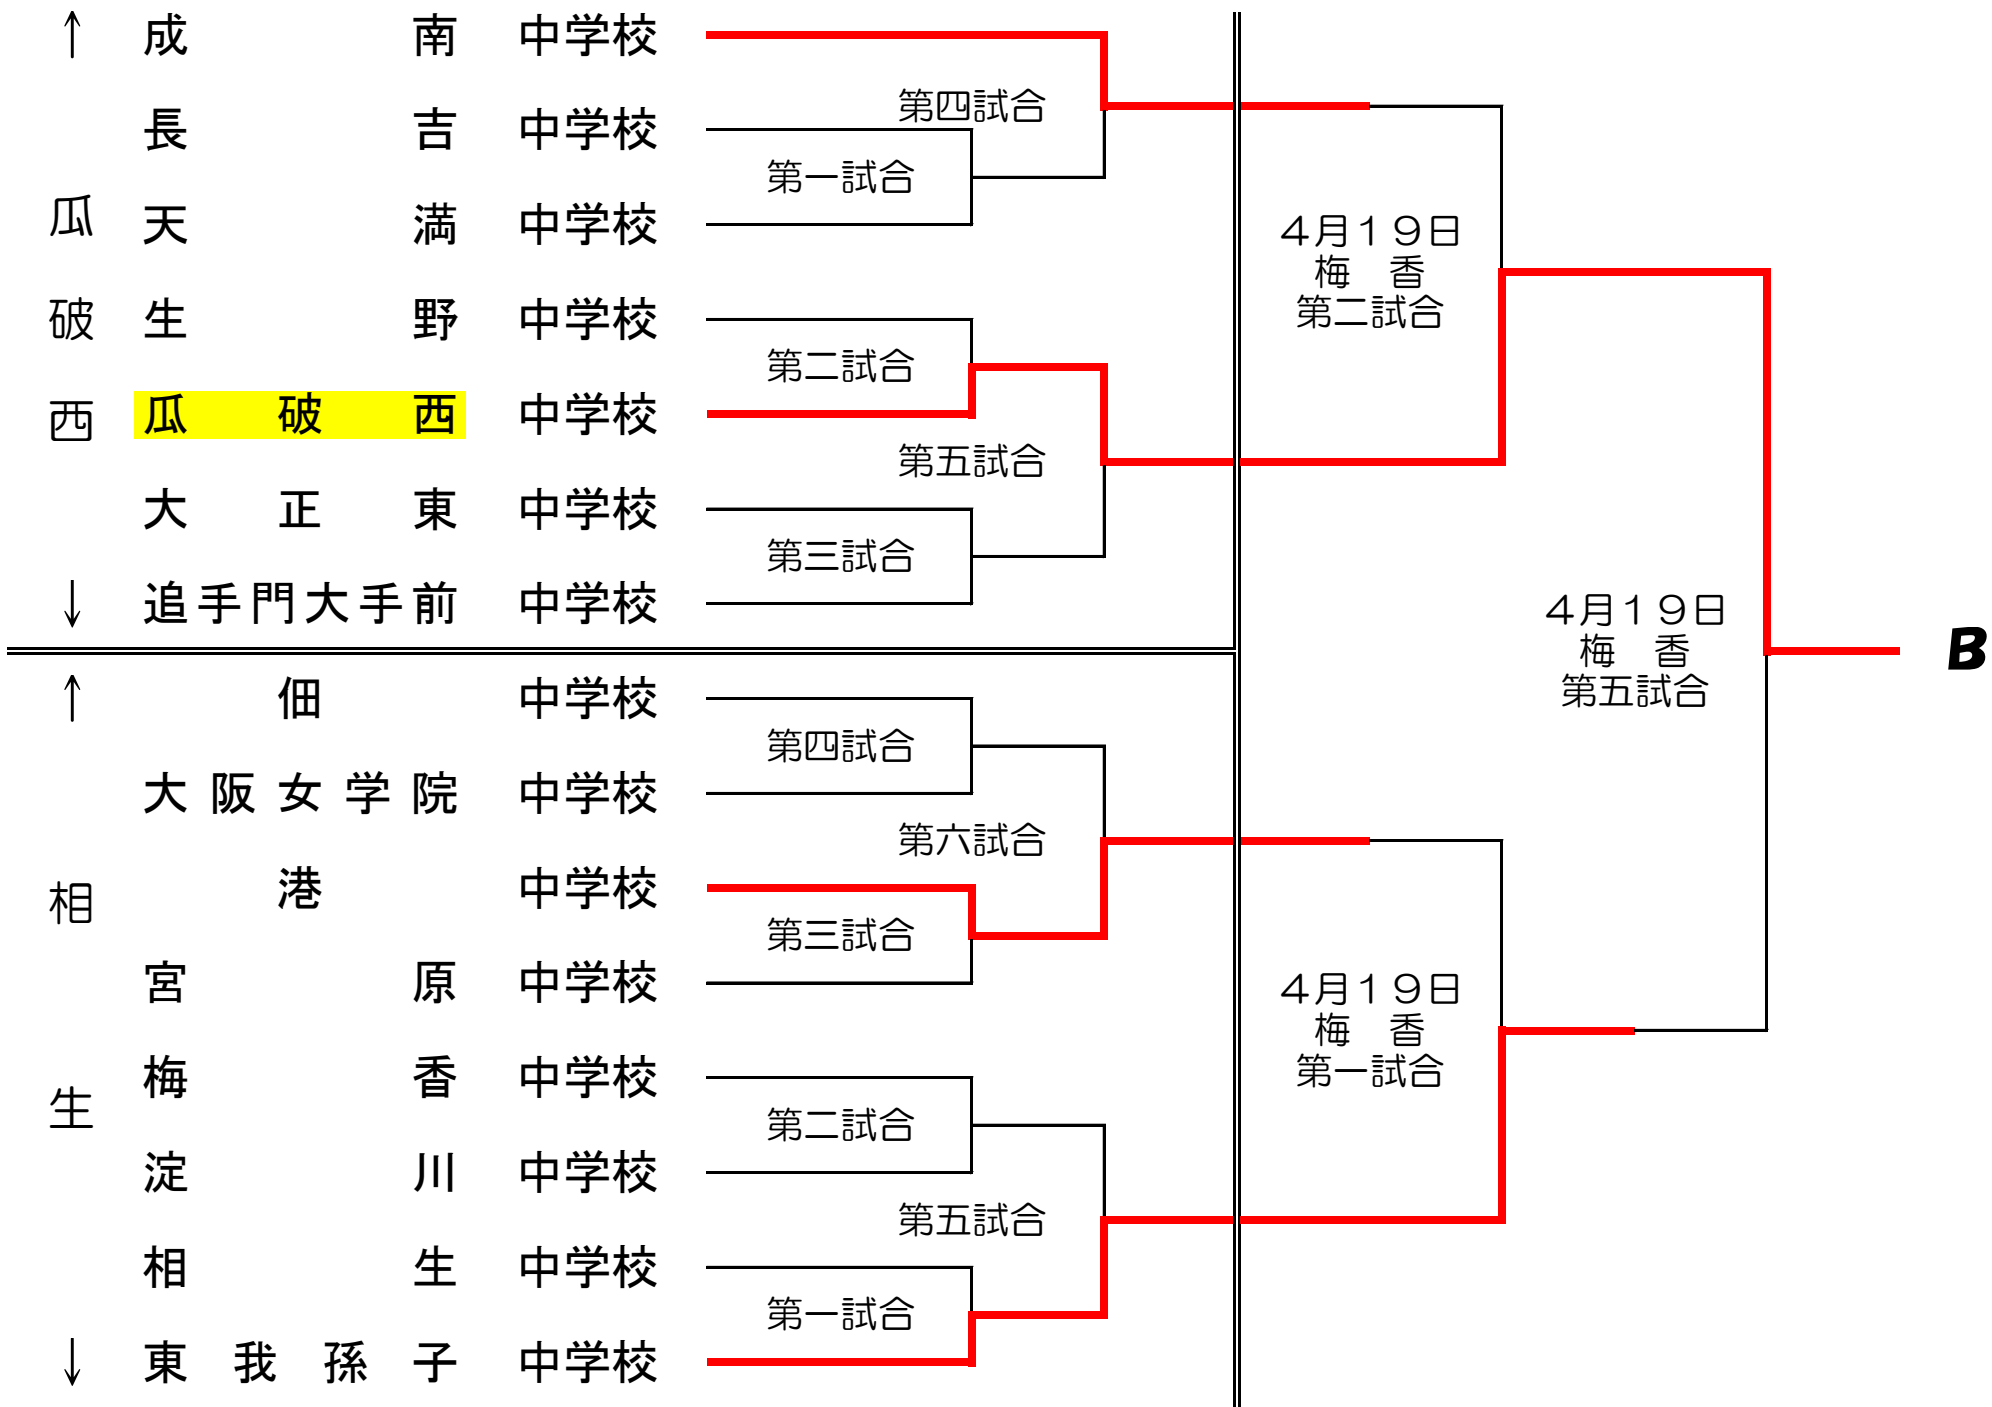 ↑ 成南 中学校
第四試合
長吉 中学校
第一試合
瓜破西
天満 中学校
4月19日
梅 香
第二試合
生野 中学校
第二試合
瓜破西 中学校
第五試合
大正東 中学校
第三試合
↓ 追手門大手前 中学校
4月19日
梅 香
第五試合
B
↑ 佃 中学校
第四試合
大阪女学院 中学校
第六試合
相生
港 中学校
第三試合
宮原 中学校
4月19日
梅 香
第一試合
梅香 中学校
第二試合
淀川 中学校
第五試合
相生 中学校
第一試合
↓ 東我孫子 中学校